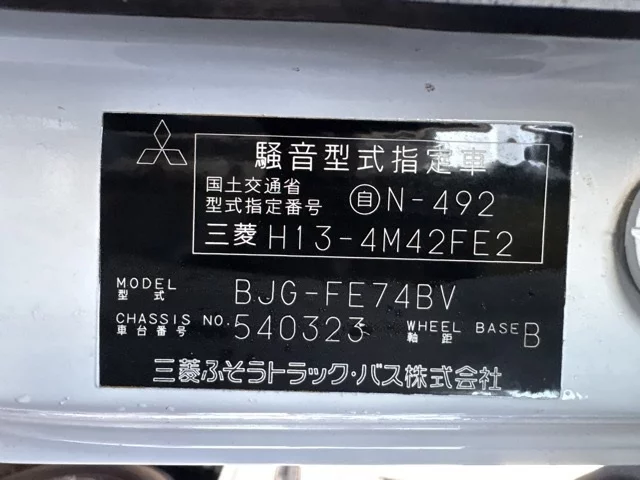 騒音型式指定車
国土交通省
型式指定番号 ㊀N-492
三菱 H13-4M42FE2
MODEL
型式 BJG-FE74BV
CHASSIS NO.
車台番号 540323 WHEEL BASE
軸距 B
三菱ふそうトラック・バス株式会社